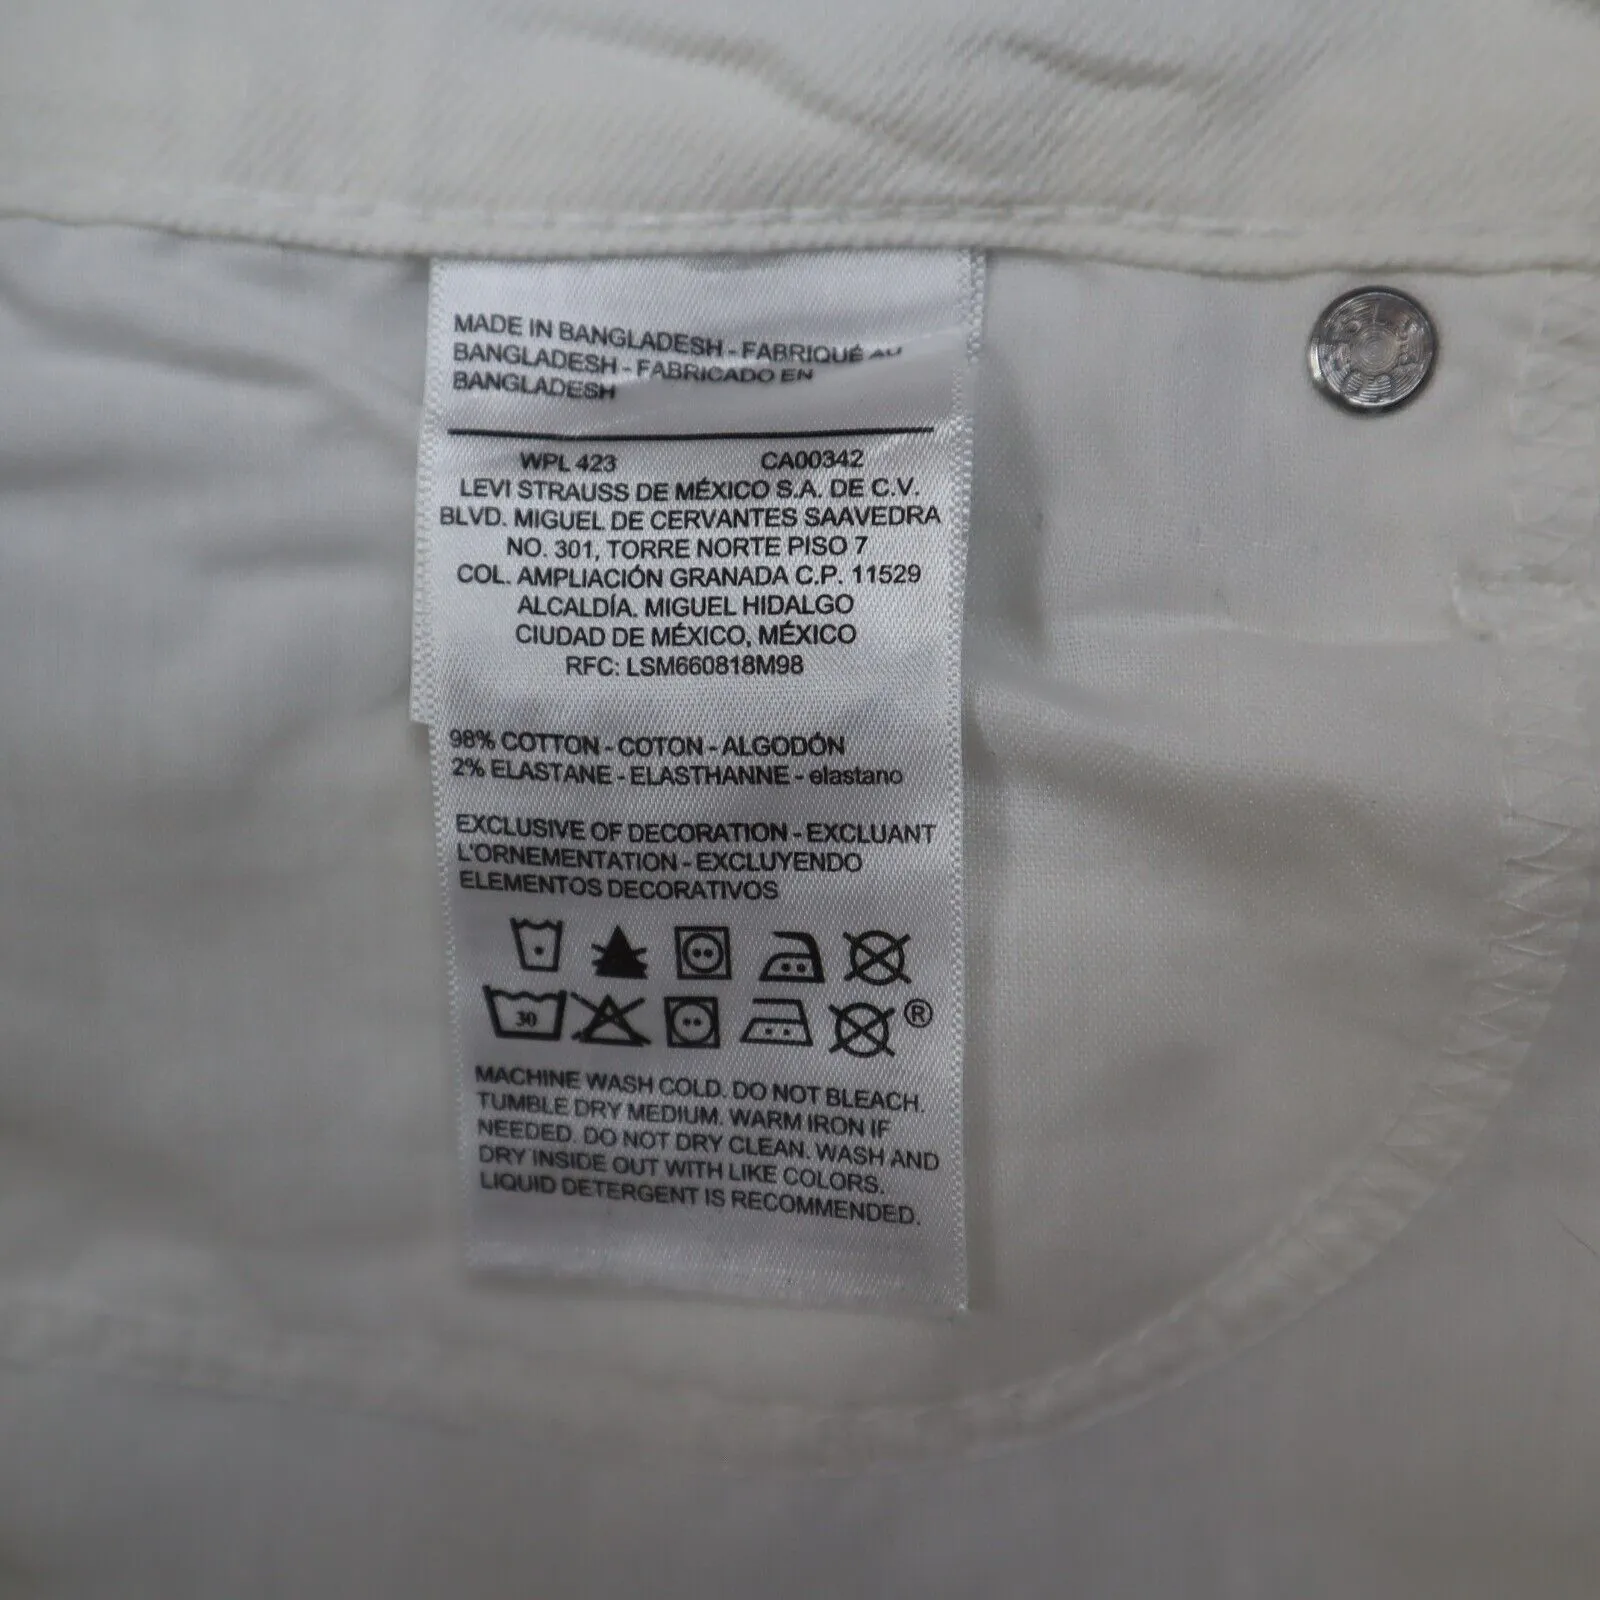 MADE IN BANGLADESH - FABRIQUÉ AU
BANGLADESH - FABRICADO EN
BANGLADESH
WPL 423 CA00342
LEVI STRAUSS DE MÉXICO S.A. DE C.V.
BLVD. MIGUEL DE CERVANTES SAAVEDRA
NO. 301, TORRE NORTE PISO 7
COL. AMPLIACIÓN GRANADA C.P. 11529
ALCALDÍA. MIGUEL HIDALGO
CIUDAD DE MÉXICO, MÉXICO
RFC: LSM660818M98
98% COTTON - COTON - ALGODÓN
2% ELASTANE - ELASTHANNE - elastano
EXCLUSIVE OF DECORATION - EXCLUANT
L'ORNEMENTATION - EXCLUYENDO
ELEMENTOS DECORATIVOS
30 ®
MACHINE WASH COLD. DO NOT BLEACH.
TUMBLE DRY MEDIUM. WARM IRON IF
NEEDED. DO NOT DRY CLEAN. WASH AND
DRY INSIDE OUT WITH LIKE COLORS.
LIQUID DETERGENT IS RECOMMENDED.